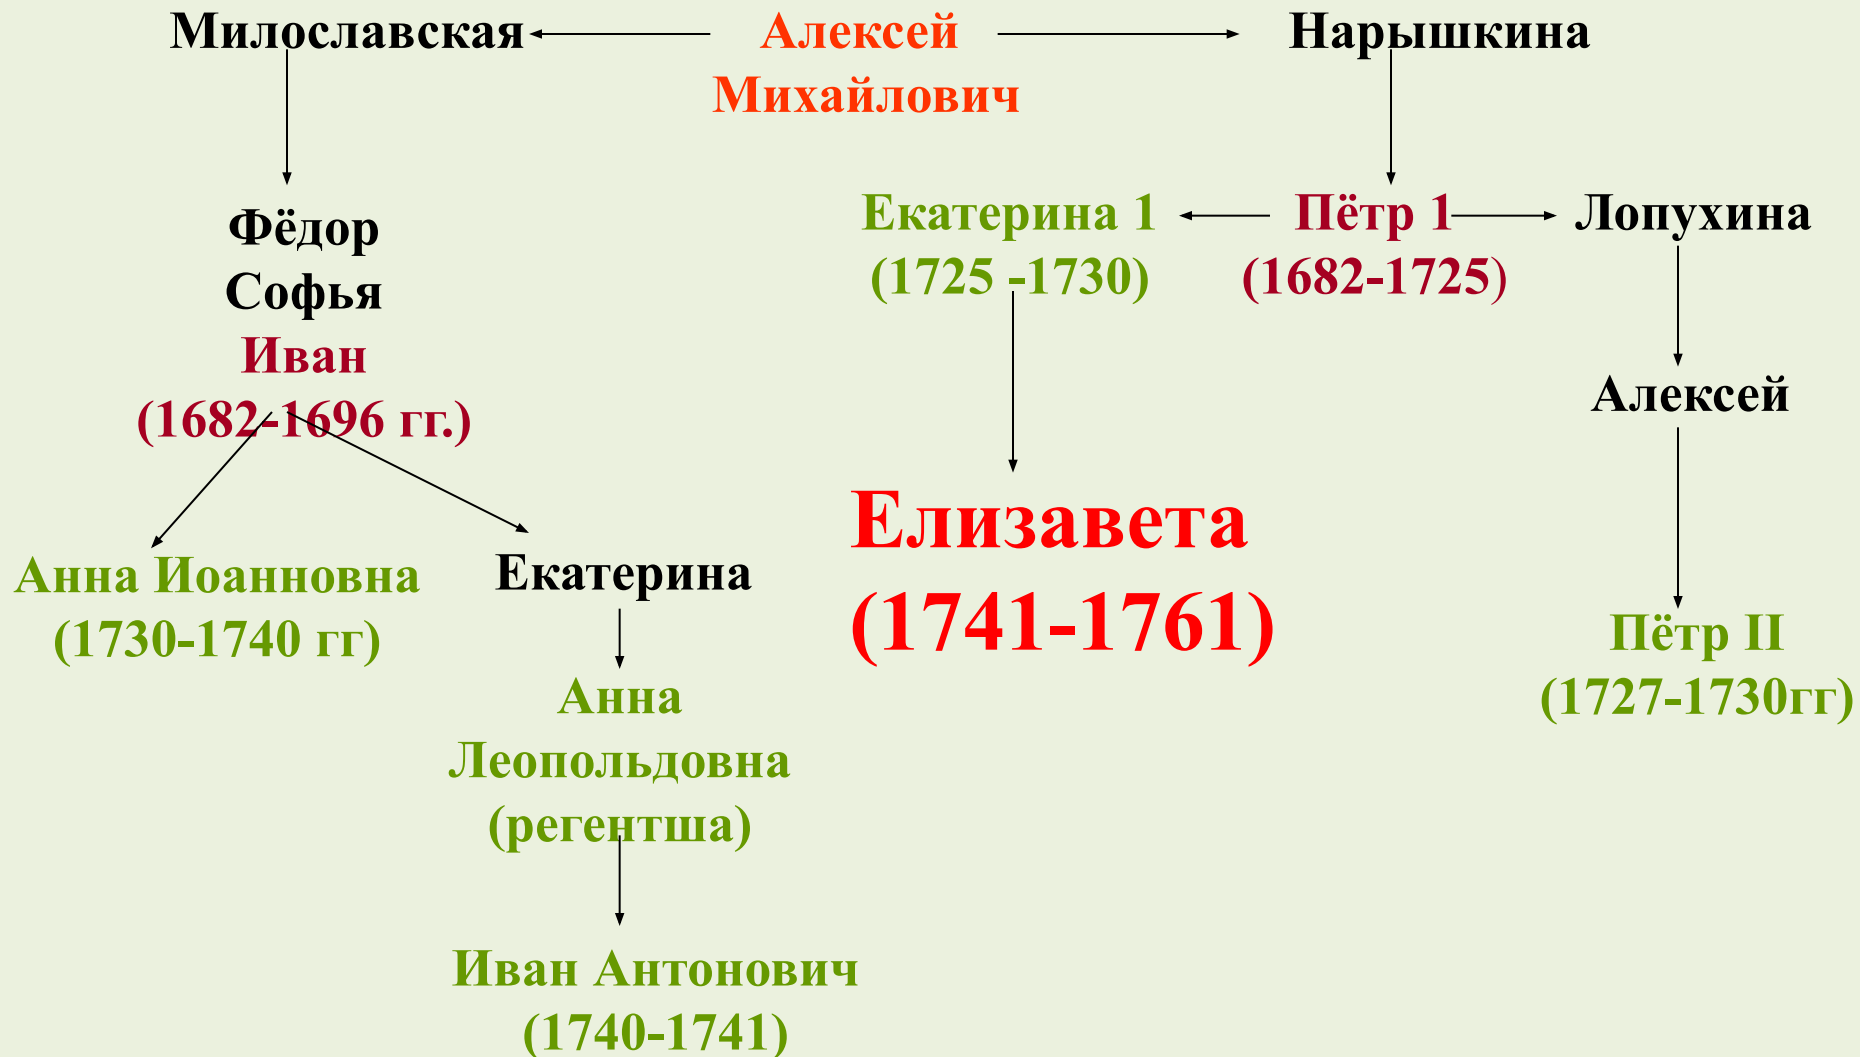 Милославская
Алексей
Михайлович
Нарышкина
Фёдор
Софья
Иван
(1682-1696 гг.)
Екатерина 1
(1725 -1730)
Пётр 1
(1682-1725)
Лопухина
Алексей
Анна Иоанновна
(1730-1740 гг)
Екатерина
Елизавета
(1741-1761)
Пётр II
(1727-1730гг)
Анна
Леопольдовна
(регентша)
Иван Антонович
(1740-1741)